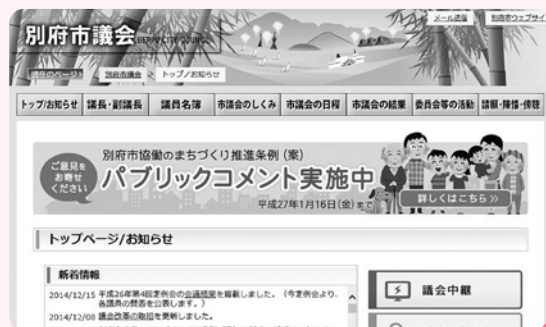 メール送信
別府市ウェブサイ
別府市議会 BEPPU CITY COUNCIL
現在のページ
別府市議会 > トップ/お知らせ
トップ/お知らせ 議長・副議長 議員名簿 市議会のしくみ 市議会の日程 市議会の結果 委員会等の活動 請願・陳情・傍聴
ご意見を
お寄せ
ください
別府市協働のまちづくり推進条例(案)
パブリックコメント実施中
平成27年1月16日(金)まで
詳しくはこちら≫
トップページ/お知らせ
新着情報
2014/12/15 平成26年第4回定例会の会議結果を掲載しました。(今定例会より、
各議員の賛否を公表します。)
2014/12/08 議会改革の取組を更新しました。
議会中継